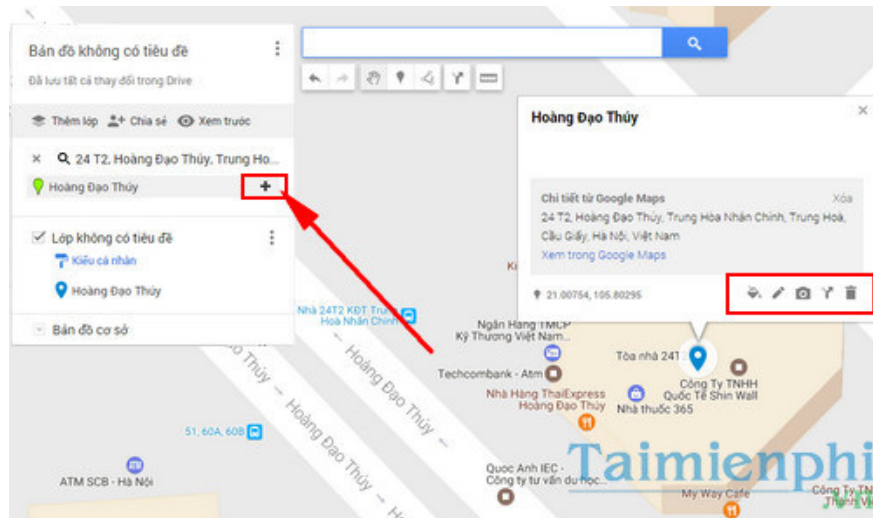 Bản đồ không có tiêu đề
Đã lưu tất cả thay đổi trong Drive
Thêm lớp Chia sẻ Xem trước
24 T2, Hoàng Đạo Thúy, Trung Ho...
Hoàng Đạo Thúy
Lớp không có tiêu đề
Kiểu cá nhân
Hoàng Đạo Thúy
Bản đồ cơ sở
Hoàng Đạo Thúy
Chi tiết từ Google Maps Xóa
24 T2, Hoàng Đạo Thúy, Trung Hòa Nhân Chính, Trung Hoà,
Cầu Giấy, Hà Nội, Việt Nam
Xem trong Google Maps
21.00754, 105.80295
Ki
Nhà 24T2 KĐT Trung
Hoà Nhân Chính
Ngân Hàng TMCP
Kỹ Thương Việt Nam...
Tòa nhà 24T
Techcombank - Atm
Công Ty TNHH
Quốc Tế Shin Wall
Nhà Hàng ThaiExpress
Hoàng Đạo Thúy
Nhà thuốc 365
Hoàng Đạo Thúy
Thúy
Hoàng Đạo Thúy
51, 60A, 60B
ATM SCB - Hà Nội
Quoc Anh IEC -
Công ty tư vấn du học...
My Way Cafe
Công Ty TN
Taimienphi